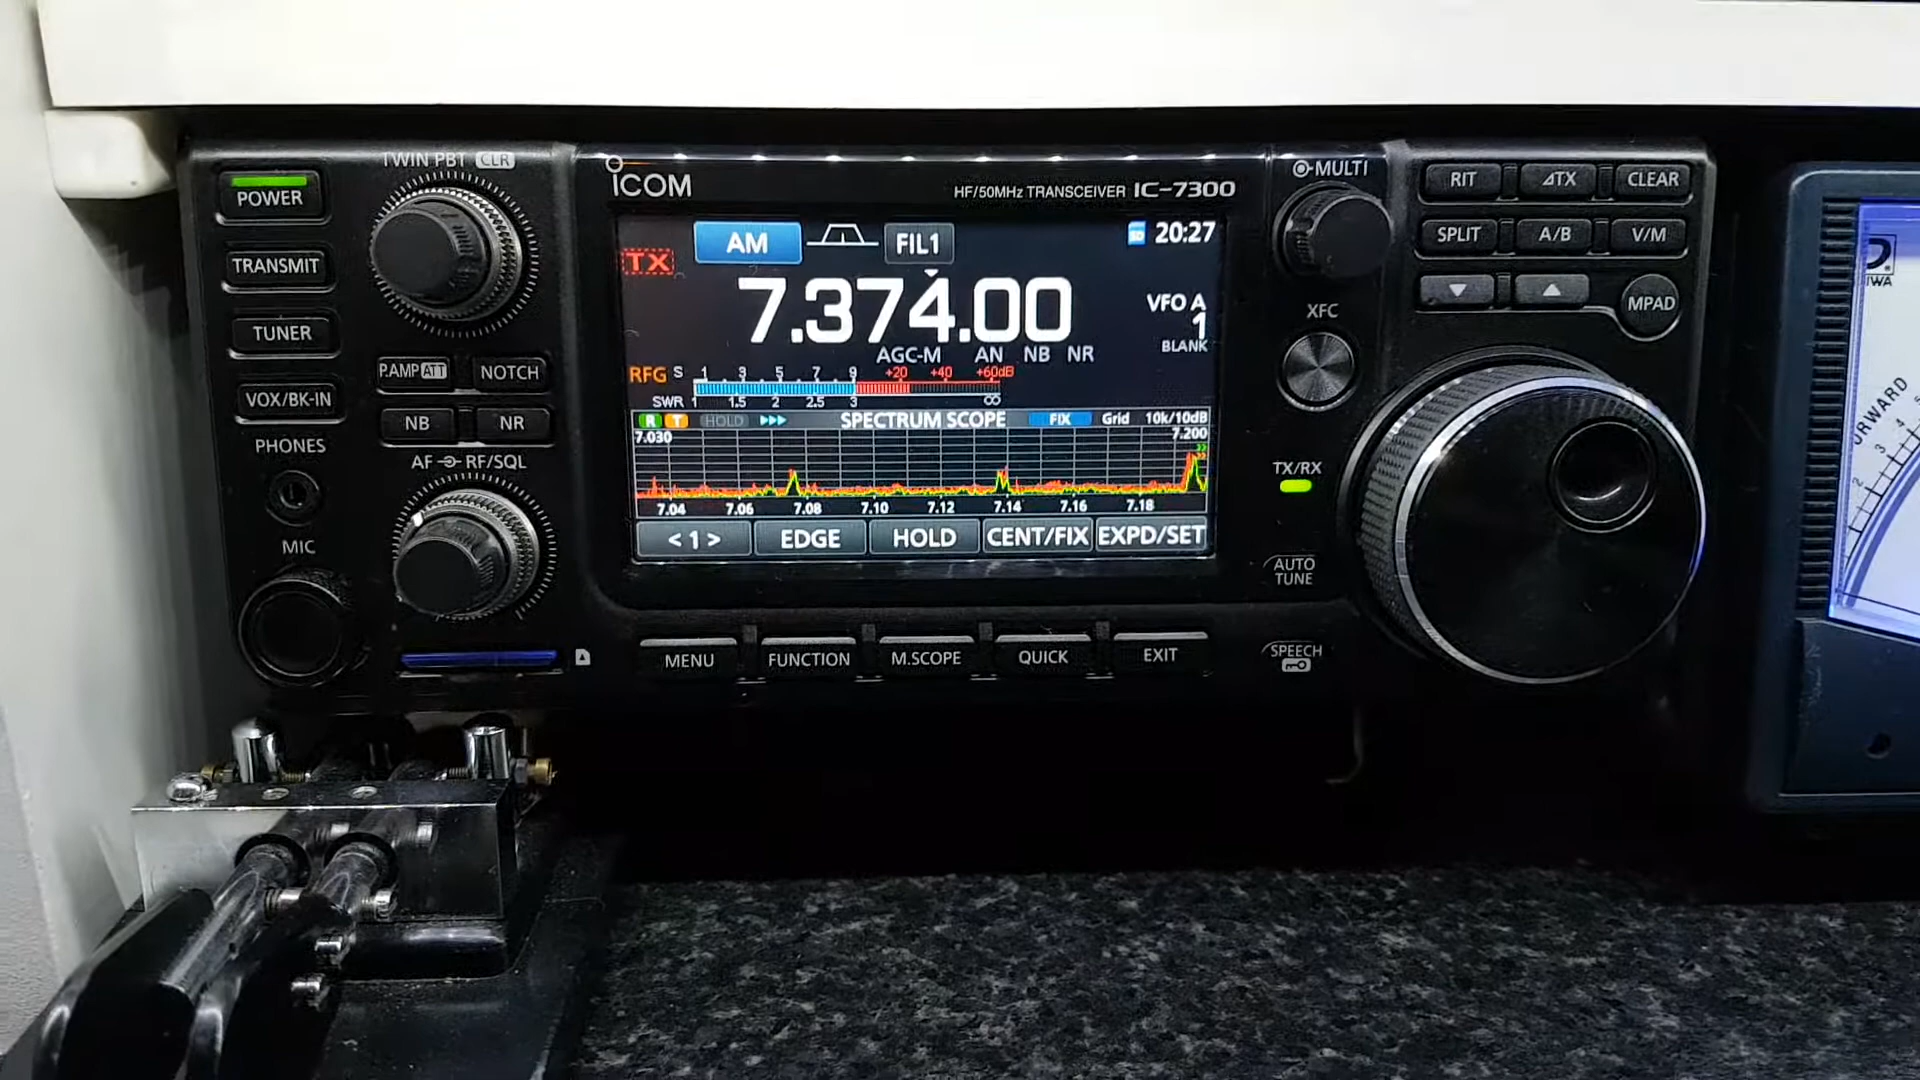 TWIN PBT CLR
POWER
TRANSMIT
TUNER
VOX/BK-IN
PHONES
MIC
P.AMP ATT
NOTCH
NB
NR
AF RF/SQL
ICOM
HF/50MHz TRANSCEIVER IC-7300
AM
FIL1
20:27
TX
7.374.00
VFO A
1
BLANK
AGC-M AN NB NR
RFG
S 1 3 5 7 9 +20 +40 +60dB
SWR 1 1.5 2 2.5 3 ∞
R T HOLD SPECTRUM SCOPE FIX Grid 10k/10dB
7.030 7.200
7.04 7.06 7.08 7.10 7.12 7.14 7.16 7.18
< 1 > EDGE HOLD CENT/FIX EXPD/SET
MENU FUNCTION M.SCOPE QUICK EXIT
MULTI
XFC
TX/RX
AUTO
TUNE
SPEECH
RIT ⊿TX CLEAR
SPLIT A/B V/M
MPAD